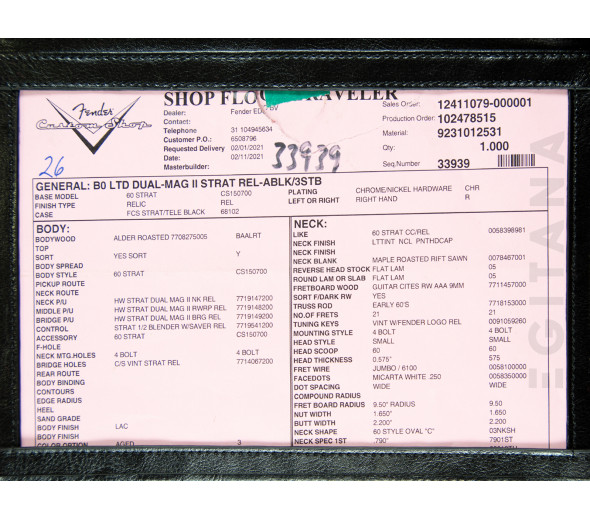 SHOP FLO RAVELER
Fender
Custom Shop
Dealer: Fender ED
Contact:
Telephone 31 104945634
Customer P.O.: 6508796
Requested Delivery 02/01/2021
Date: 02/11/2021
Masterbuilder:
33939
26
Sales Order: 12411079-000001
Production Order: 102478515
Material: 9231012531
Qty: 1.000
Seq.Number 33939
GENERAL: B0 LTD DUAL-MAG II STRAT REL-ABLK/3STB
BASE MODEL 60 STRAT CS150700 PLATING CHROME/NICKEL HARDWARE CHR
FINISH TYPE RELIC REL LEFT OR RIGHT RIGHT HAND R
CASE FCS STRAT/TELE BLACK 68102
BODY:
BODYWOOD ALDER ROASTED 7708275005 BAALRT
TOP
SORT YES SORT Y
BODY SPREAD
BODY STYLE 60 STRAT CS150700
PICKUP ROUTE
NECK ROUTE
NECK P/U HW STRAT DUAL MAG II NK REL 7719147200
MIDDLE P/U HW STRAT DUAL MAG II RWRP REL 7719148200
BRIDGE P/U HW STRAT DUAL MAG II BRG REL 7719149200
CONTROL STRAT 1/2 BLENDER W/SAVER REL 7719541200
ACCESSORY 60 STRAT CS150700
F-HOLE
NECK MTG.HOLES 4 BOLT 4 BOLT
BRIDGE HOLES C/S VINT STRAT REL 7714067200
REAR ROUTE
BODY BINDING
CONTOURS
EDGE RADIUS
HEEL
SAND GRADE
BODY FINISH LAC
COLOR OPTION AGED 3
NECK:
LIKE 60 STRAT CC/REL 0058398981
NECK FINISH LTTINT NCL PNTHDCAP
NECK FINISH
NECK BLANK MAPLE ROASTED RIFT SAWN 0078467001
REVERSE HEAD STOCK FLAT LAM 05
ROUND LAM OR SLAB FLAT LAM 05
FRETBOARD WOOD GUITAR CITES RW AAA 9MM 7711457000
SORT F/DARK RW YES
TRUSS ROD EARLY 60'S 7718153000
NO.OF FRETS 21 21
TUNING KEYS VINT W/FENDER LOGO REL 0091059260
MOUNTING STYLE 4 BOLT 4 BOLT
HEAD STYLE SMALL SMALL
HEAD SCOOP 60 60
HEAD THICKNESS 0.575" 575
FRET WIRE JUMBO / 6100 0058100000
FACEDOTS MICARTA WHITE .250 0058350000
DOT SPACING WIDE WIDE
COMPOUND RADIUS
FRET BOARD RADIUS 9.50" RADIUS 9.50
NUT WIDTH 1.650" 1.650
BUTT WIDTH 2.200" 2.200
NECK SHAPE 60 STYLE OVAL "C" 03NKSH
NECK SPEC 1ST .790" 7901ST
EGITANA